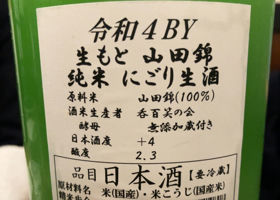 令和4BY
生もと 山田錦
純米 にごり生酒
原料米 山田錦(100%)
酒米生産者 呑百笑の会
酵母 無添加蔵付き
日本酒度 +4
酸度 2.3
品目 日本酒【要冷蔵】
原材料名 米(国産)・米こうじ(国産米)